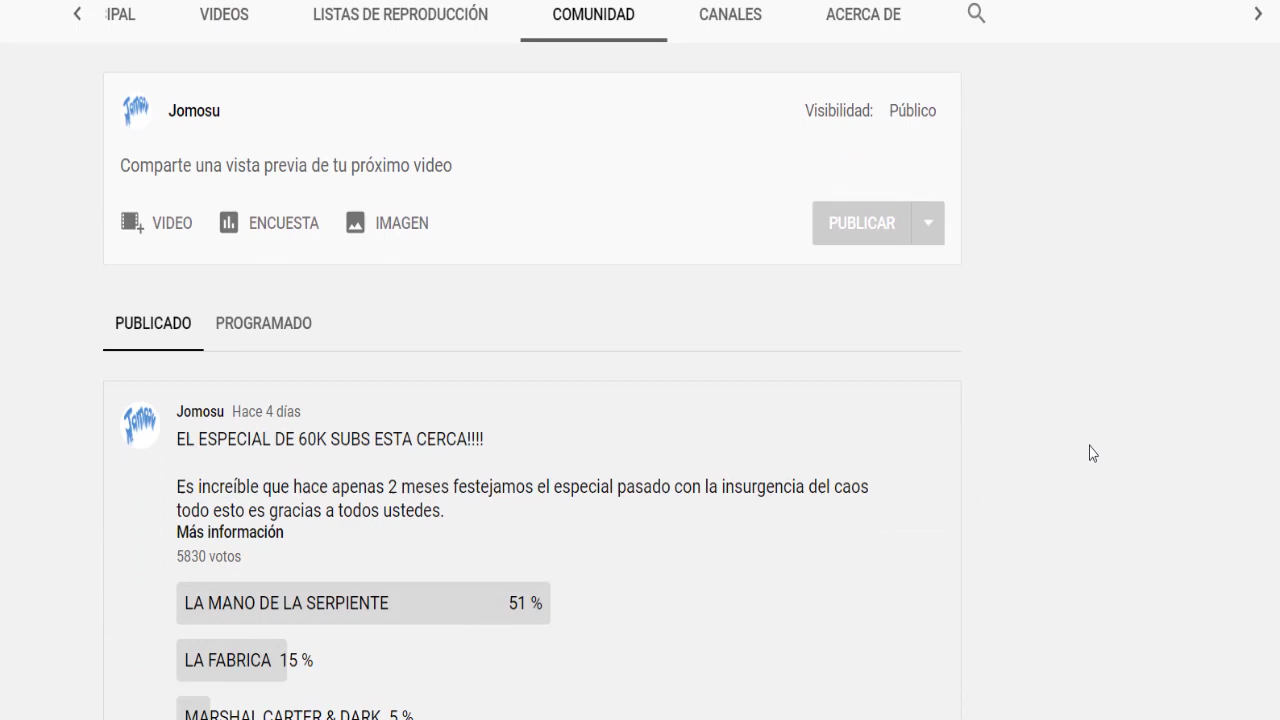 IPAL VIDEOS LISTAS DE REPRODUCCIÓN COMUNIDAD CANALES ACERCA DE
Jomosu Visibilidad: Público
Comparte una vista previa de tu próximo video
VIDEO ENCUESTA IMAGEN PUBLICAR
PUBLICADO PROGRAMADO
Jomosu Hace 4 días
EL ESPECIAL DE 60K SUBS ESTA CERCA!!!!
Es increíble que hace apenas 2 meses festejamos el especial pasado con la insurgencia del caos
todo esto es gracias a todos ustedes.
Más información
5830 votos
LA MANO DE LA SERPIENTE 51 %
LA FABRICA 15 %
MARSHAL CARTER & DARK 5 %